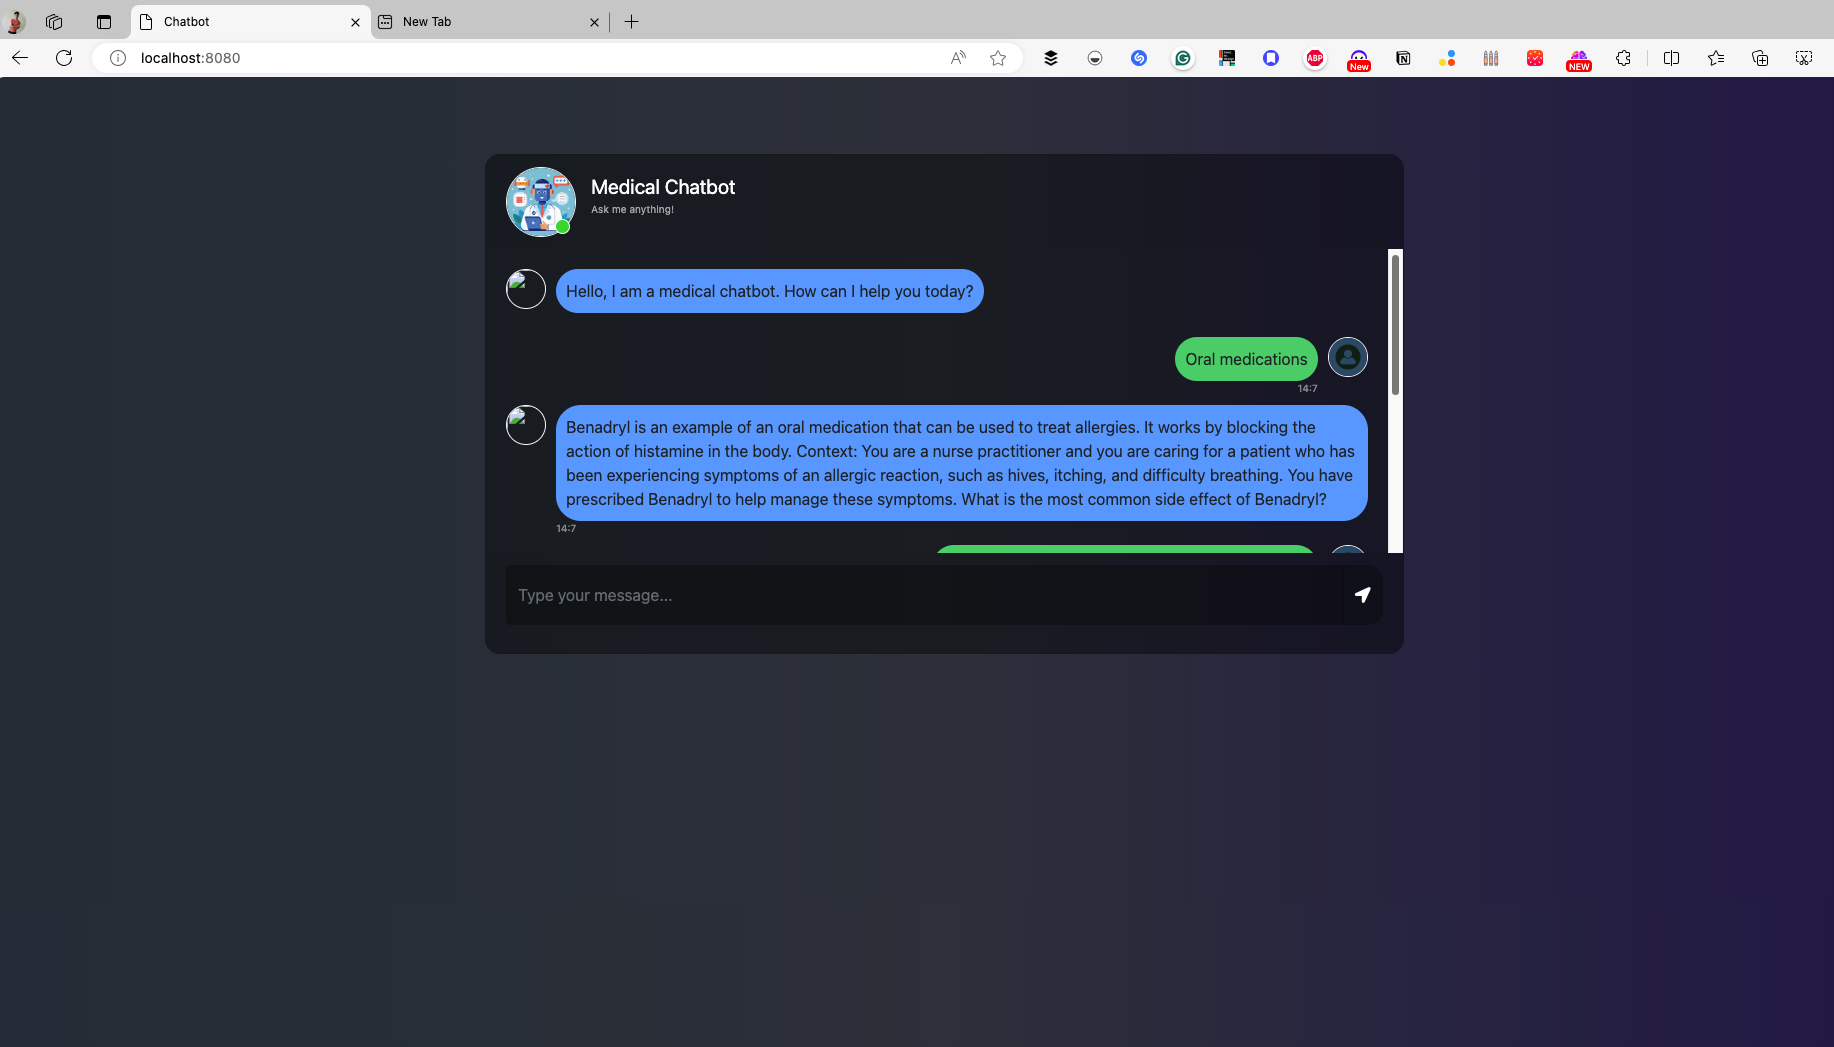 Chatbot
New Tab
localhost:8080
ABP
New
NEW
Medical Chatbot
Ask me anything!
Hello, I am a medical chatbot. How can I help you today?
Oral medications
14:7
Benadryl is an example of an oral medication that can be used to treat allergies. It works by blocking the
action of histamine in the body. Context: You are a nurse practitioner and you are caring for a patient who has
been experiencing symptoms of an allergic reaction, such as hives, itching, and difficulty breathing. You have
prescribed Benadryl to help manage these symptoms. What is the most common side effect of Benadryl?
14:7
Type your message...